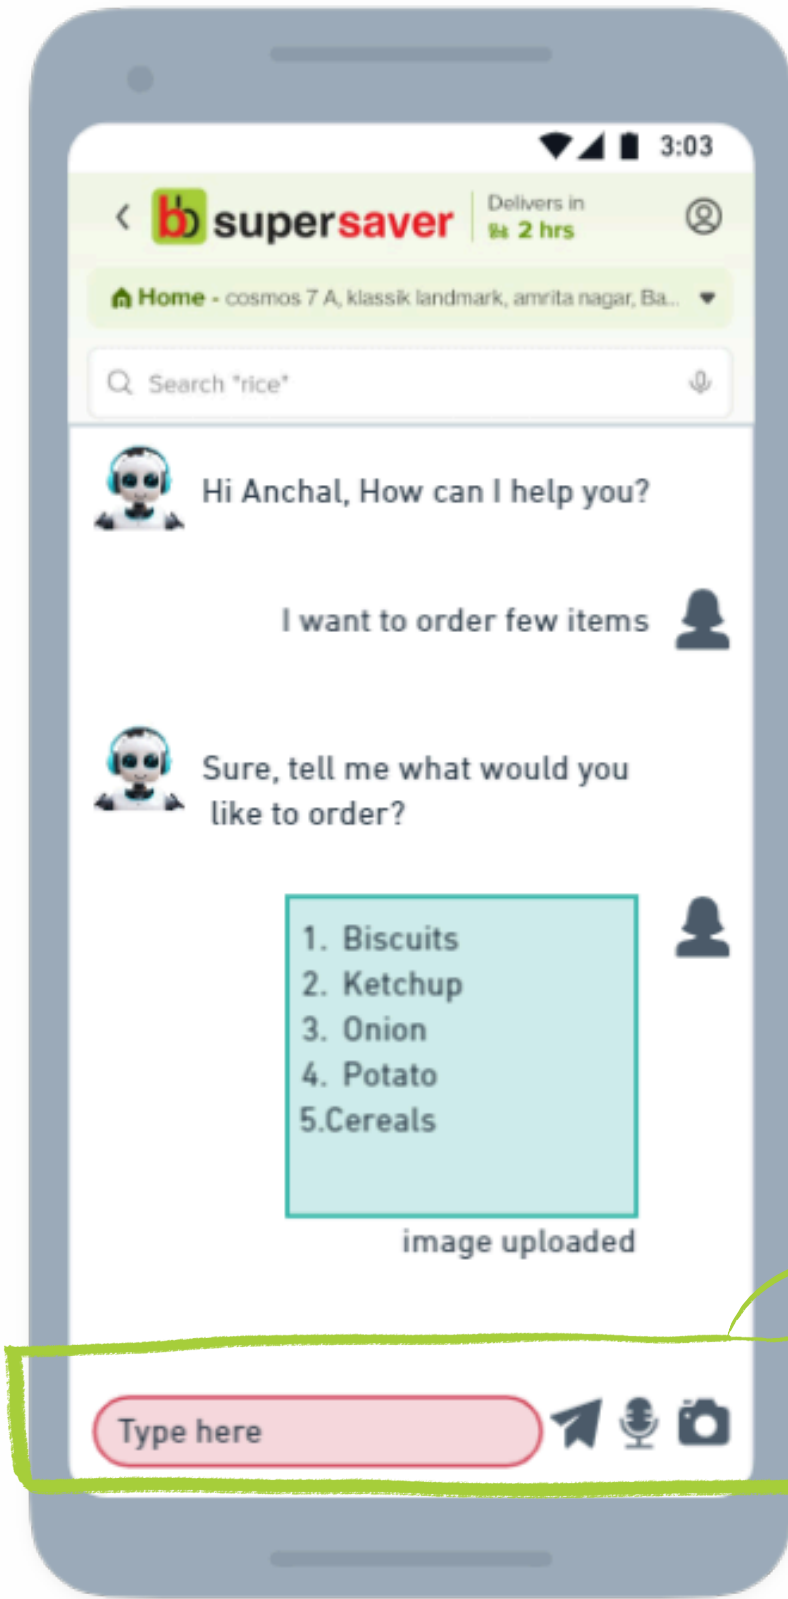 3:03
bb supersaver
Delivers in
2 hrs
Home - cosmos 7 A, klassik landmark, amrita nagar, Ba...
Search "rice"
Hi Anchal, How can I help you?
I want to order few items
Sure, tell me what would you
like to order?
1. Biscuits
2. Ketchup
3. Onion
4. Potato
5.Cereals
image uploaded
Type here